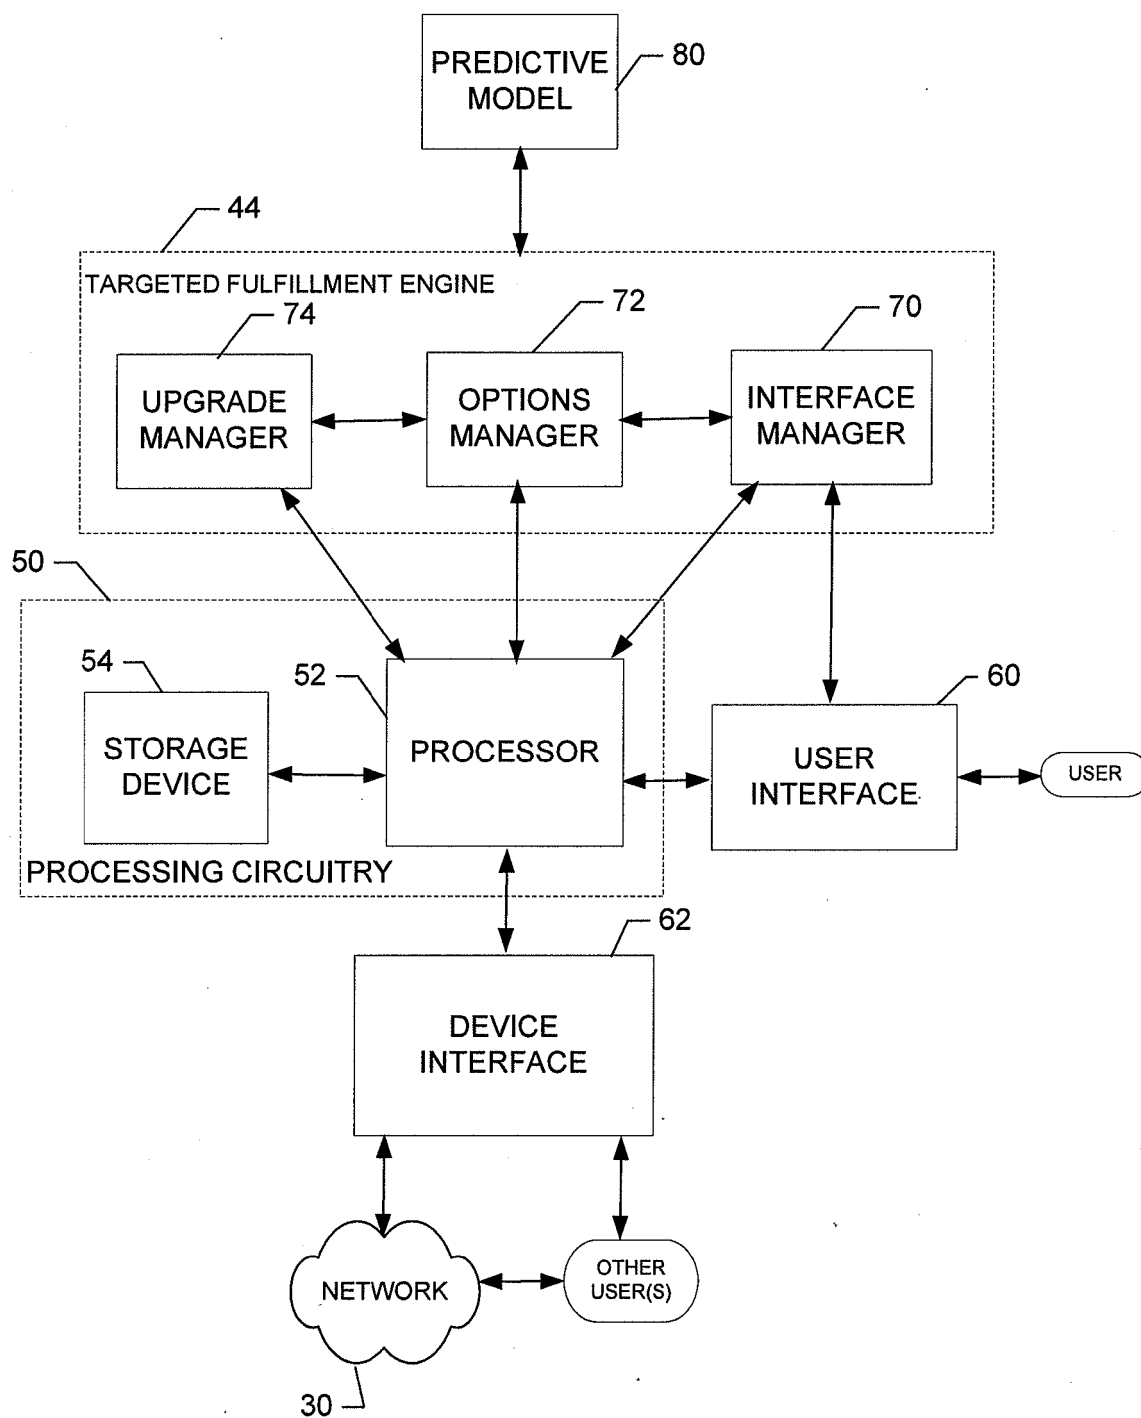 PREDICTIVE
MODEL
80
44
TARGETED FULFILLMENT ENGINE
74
72
70
UPGRADE
MANAGER
OPTIONS
MANAGER
INTERFACE
MANAGER
50
54
52
60
STORAGE
DEVICE
PROCESSOR
USER
INTERFACE
USER
PROCESSING CIRCUITRY
62
DEVICE
INTERFACE
NETWORK
OTHER
USER(S)
30